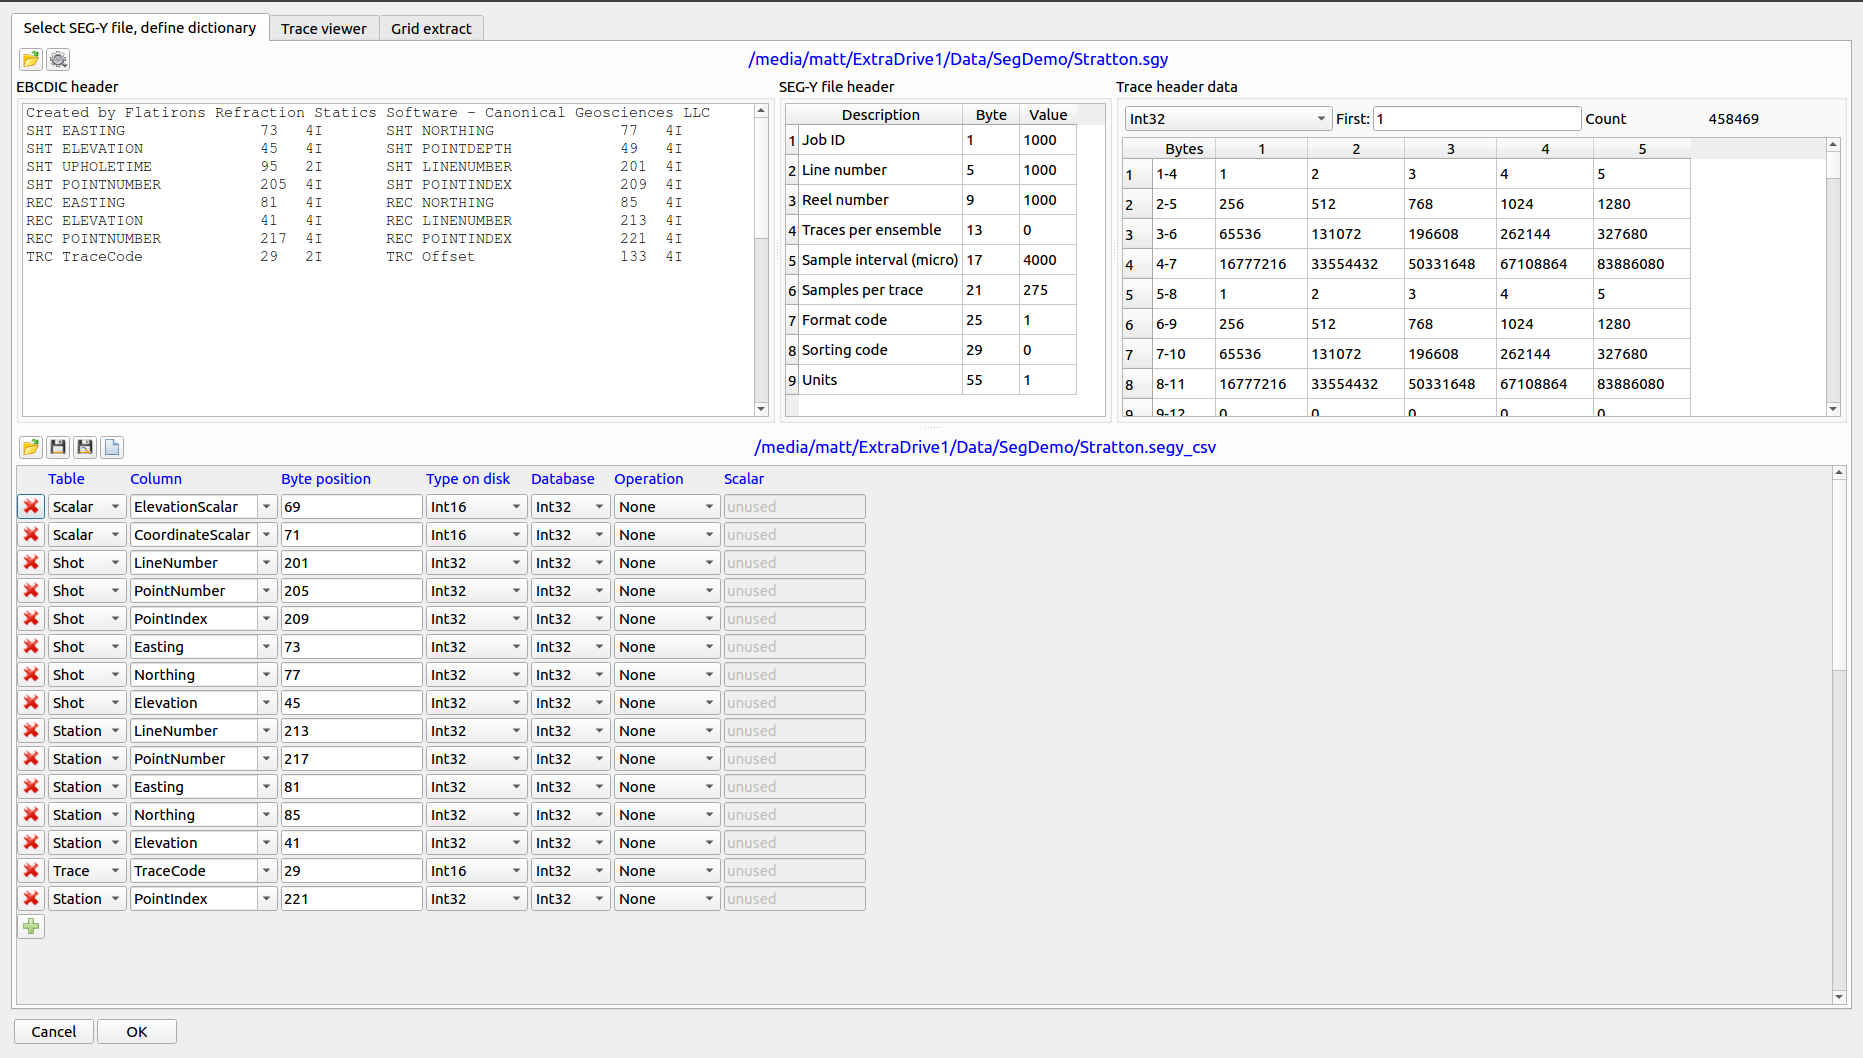 Select SEG-Y file, define dictionary Trace viewer Grid extract
/media/matt/ExtraDrive1/Data/SegDemo/Stratton.sgy
EBCDIC header
Created by Flatirons Refraction Statics Software - Canonical Geosciences LLC
SHT EASTING 73 4I SHT NORTHING 77 4I
SHT ELEVATION 45 4I SHT POINTDEPTH 49 4I
SHT UPHOLETIME 95 2I SHT LINENUMBER 201 4I
SHT POINTNUMBER 205 4I SHT POINTINDEX 209 4I
REC EASTING 81 4I REC NORTHING 85 4I
REC ELEVATION 41 4I REC LINENUMBER 213 4I
REC POINTNUMBER 217 4I REC POINTINDEX 221 4I
TRC TraceCode 29 2I TRC Offset 133 4I
SEG-Y file header
Description Byte Value
1 Job ID 1 1000
2 Line number 5 1000
3 Reel number 9 1000
4 Traces per ensemble 13 0
5 Sample interval (micro) 17 4000
6 Samples per trace 21 275
7 Format code 25 1
8 Sorting code 29 0
9 Units 55 1
Trace header data
Int32 First: 1 Count 458469
Bytes 1 2 3 4 5
1 1-4 1 2 3 4 5
2 2-5 256 512 768 1024 1280
3 3-6 65536 131072 196608 262144 327680
4 4-7 16777216 33554432 50331648 67108864 83886080
5 5-8 1 2 3 4 5
6 6-9 256 512 768 1024 1280
7 7-10 65536 131072 196608 262144 327680
8 8-11 16777216 33554432 50331648 67108864 83886080
9 9-12 0 0 0 0 0
/media/matt/ExtraDrive1/Data/SegDemo/Stratton.segy_csv
Table Column Byte position Type on disk Database Operation Scalar
Scalar ElevationScalar 69 Int16 Int32 None unused
Scalar CoordinateScalar 71 Int16 Int32 None unused
Shot LineNumber 201 Int32 Int32 None unused
Shot PointNumber 205 Int32 Int32 None unused
Shot PointIndex 209 Int32 Int32 None unused
Shot Easting 73 Int32 Int32 None unused
Shot Northing 77 Int32 Int32 None unused
Shot Elevation 45 Int32 Int32 None unused
Station LineNumber 213 Int32 Int32 None unused
Station PointNumber 217 Int32 Int32 None unused
Station Easting 81 Int32 Int32 None unused
Station Northing 85 Int32 Int32 None unused
Station Elevation 41 Int32 Int32 None unused
Trace TraceCode 29 Int16 Int32 None unused
Station PointIndex 221 Int32 Int32 None unused
Cancel OK